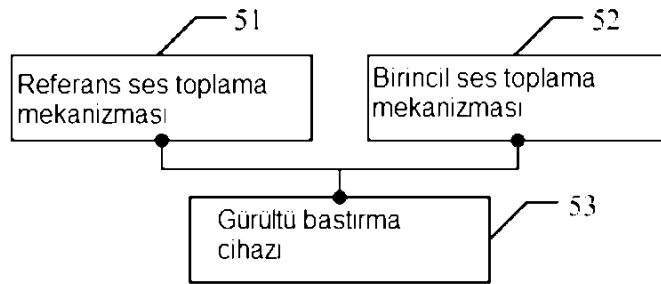 51
52
Referans ses toplama
mekanizması
Birincil ses toplama
mekanizması
Gürültü bastırma
cihazı
53